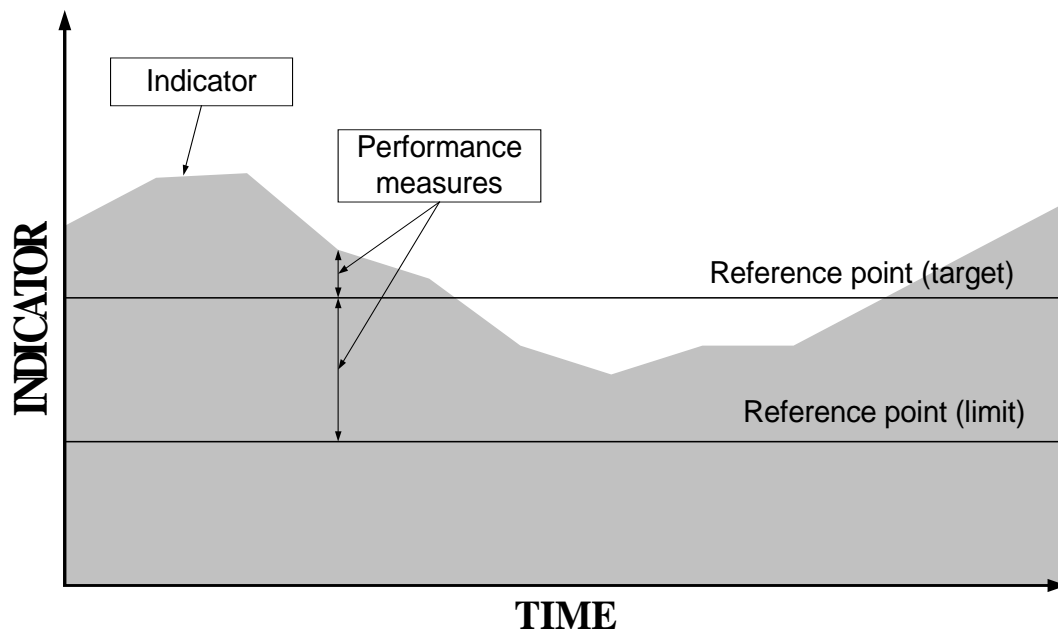 Indicator
Performance
measures
Reference point (target)
Reference point (limit)
INDICATOR
TIME